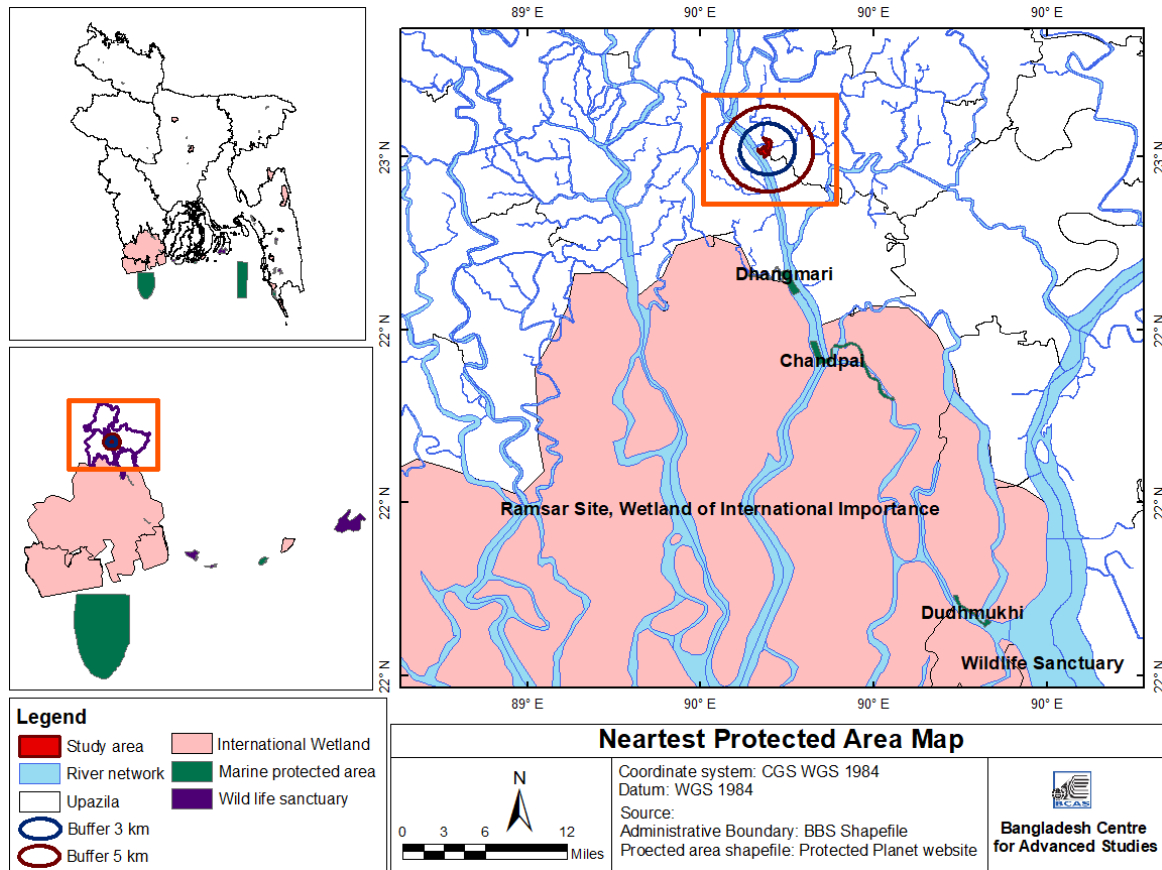 89° E 90° E 90° E 90° E
23° N
22° N
22° N
22° N
23° N
22° N
22° N
22° N
Dhangmari
Chandpai
Ramsar Site, Wetland of International Importance
Dudhmukhi
Wildlife Sanctuary
89° E 90° E 90° E 90° E
Legend
Study area
River network
Upazila
Buffer 3 km
Buffer 5 km
International Wetland
Marine protected area
Wild life sanctuary
Neartest Protected Area Map
N
0 3 6 12
Miles
Coordinate system: CGS WGS 1984
Datum: WGS 1984
Source:
Administrative Boundary: BBS Shapefile
Proected area shapefile: Protected Planet website
BCAS
Bangladesh Centre
for Advanced Studies